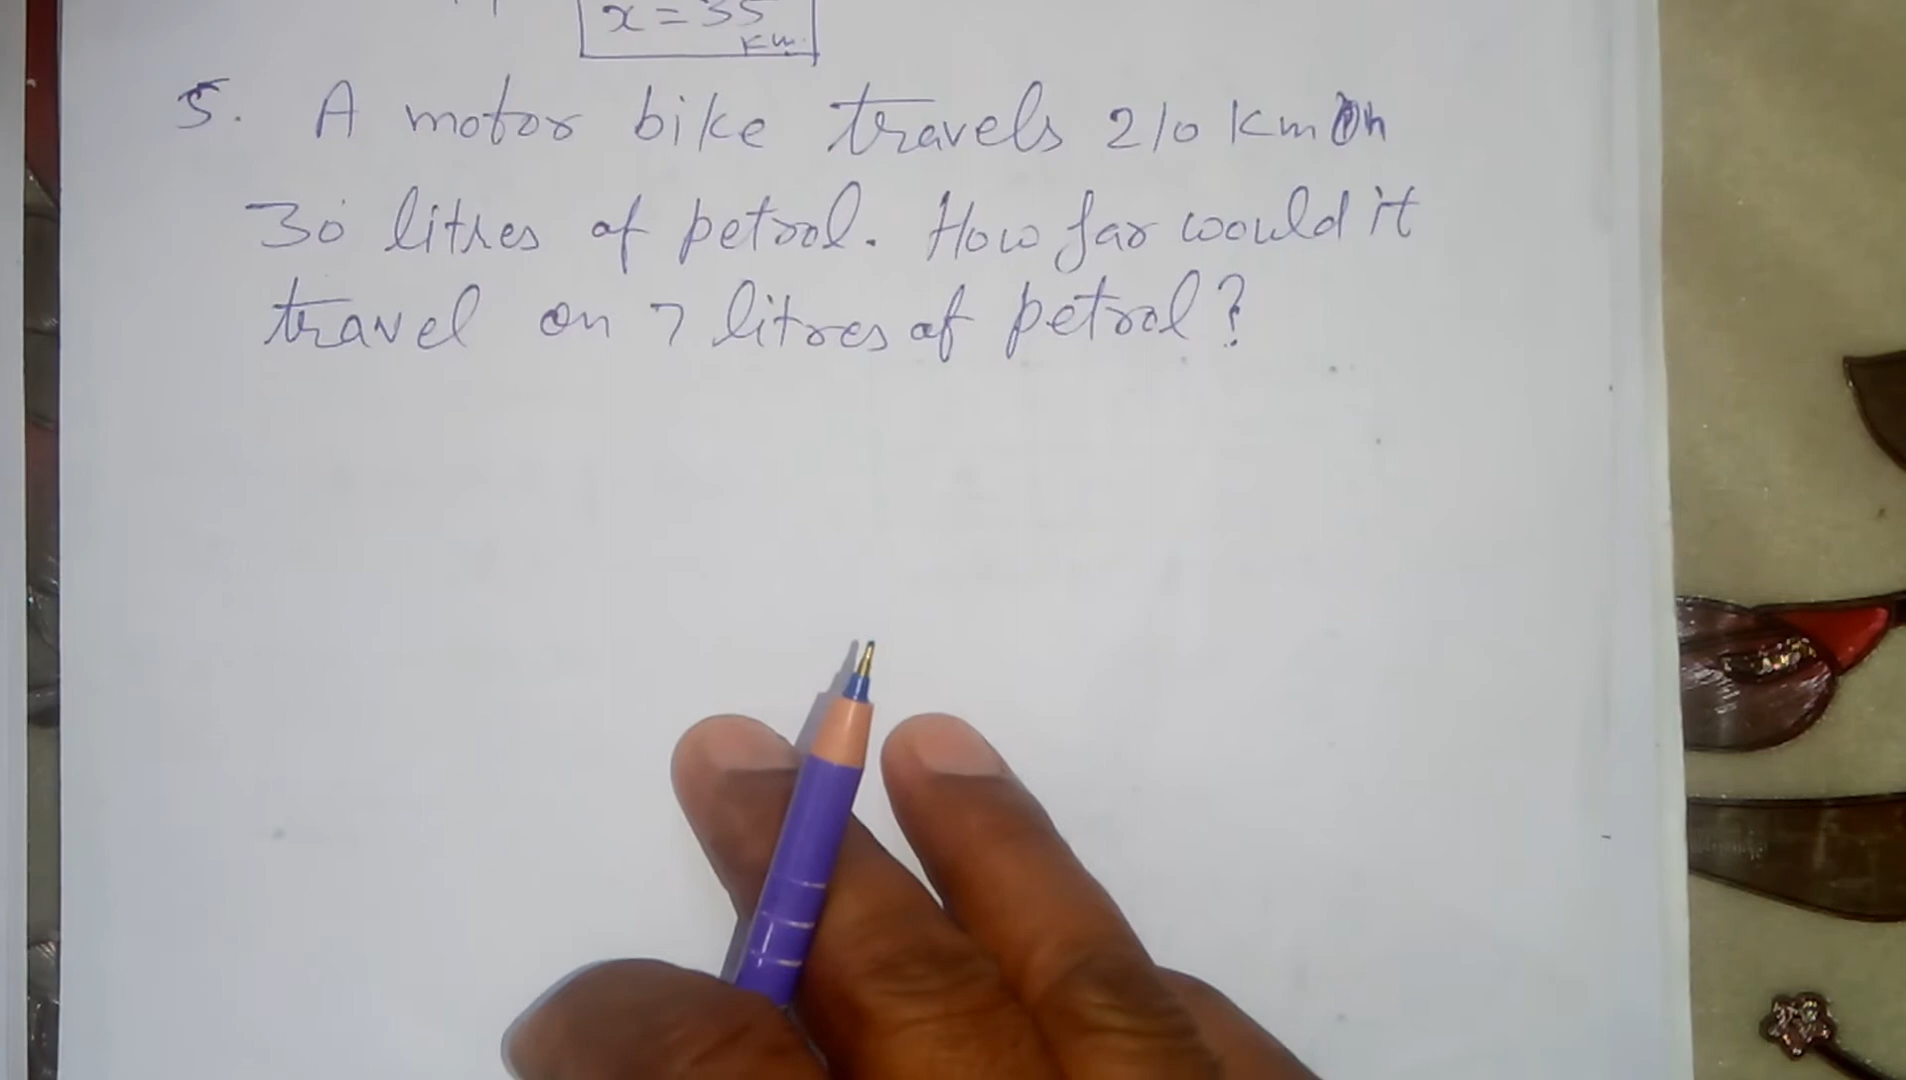 x = 35
km.
5. A motor bike travels 210 km on
30 litres of petrol. How far would it
travel on 7 litres of petrol?